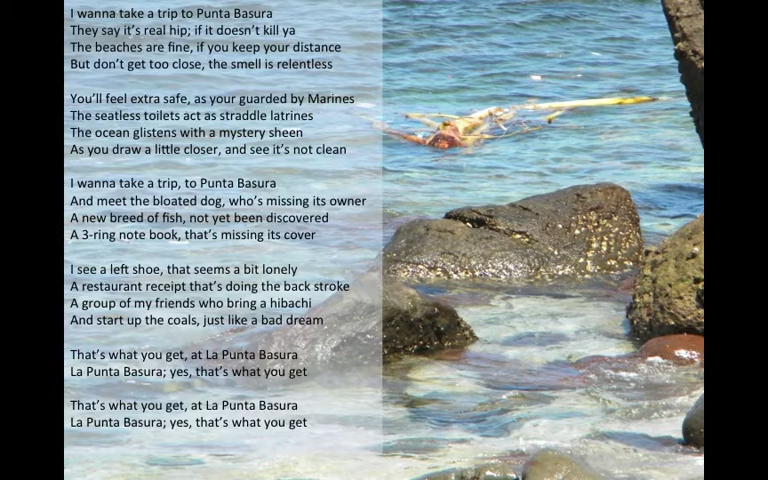 I wanna take a trip to Punta Basura
They say it's real hip; if it doesn't kill ya
The beaches are fine, if you keep your distance
But don't get too close, the smell is relentless
You'll feel extra safe, as your guarded by Marines
The seatless toilets act as straddle latrines
The ocean glistens with a mystery sheen
As you draw a little closer, and see it's not clean
I wanna take a trip, to Punta Basura
And meet the bloated dog, who's missing its owner
A new breed of fish, not yet been discovered
A 3-ring note book, that's missing its cover
I see a left shoe, that seems a bit lonely
A restaurant receipt that's doing the back stroke
A group of my friends who bring a hibachi
And start up the coals, just like a bad dream
That's what you get, at La Punta Basura
La Punta Basura; yes, that's what you get
That's what you get, at La Punta Basura
La Punta Basura; yes, that's what you get